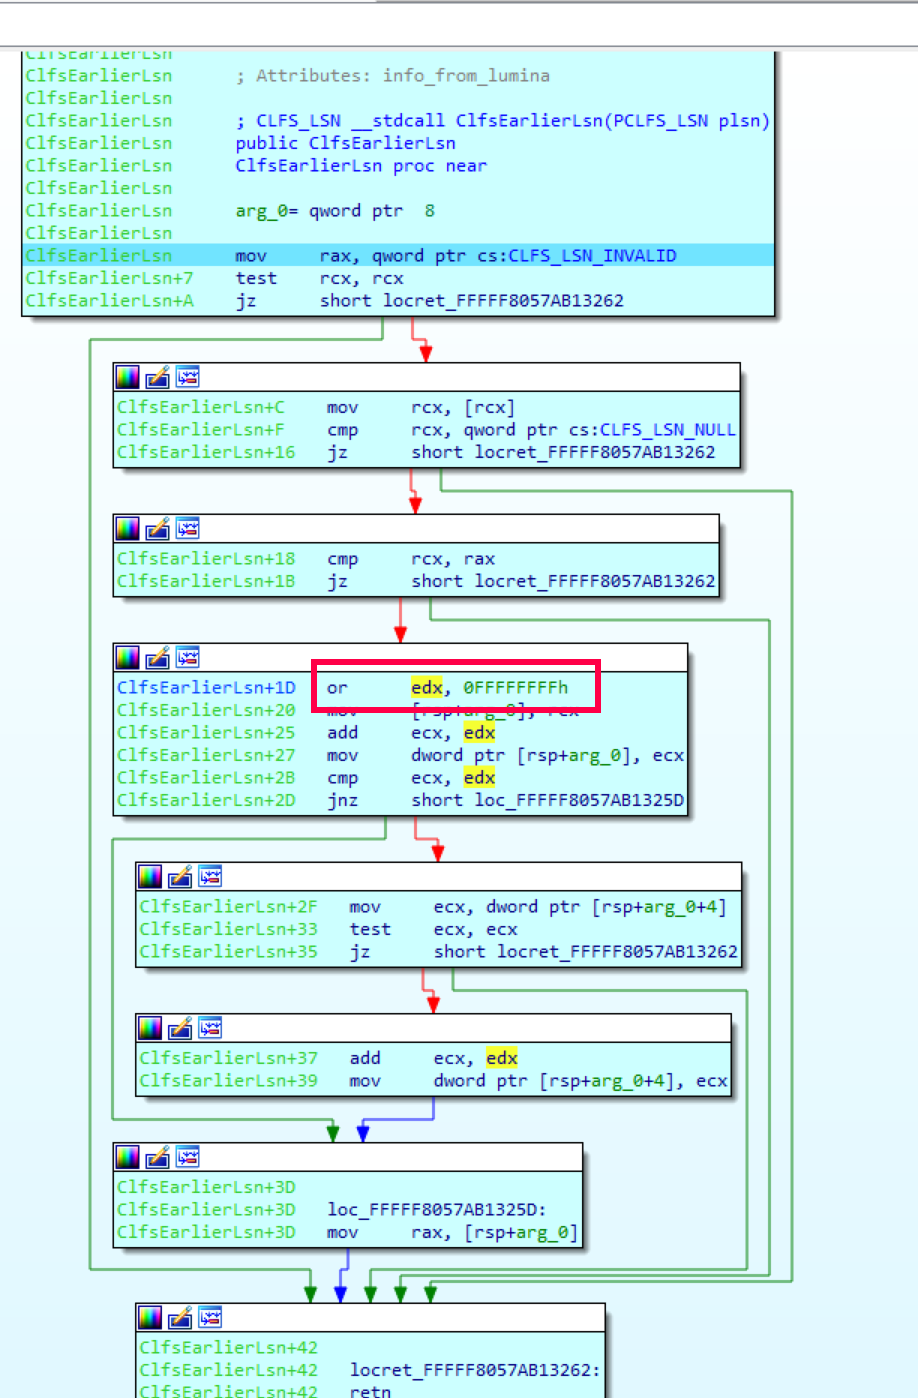 ClfsEarlierLsn
ClfsEarlierLsn ; Attributes: info_from_lumina
ClfsEarlierLsn
ClfsEarlierLsn ; CLFS_LSN __stdcall ClfsEarlierLsn(PCLFS_LSN plsn)
ClfsEarlierLsn public ClfsEarlierLsn
ClfsEarlierLsn ClfsEarlierLsn proc near
ClfsEarlierLsn
ClfsEarlierLsn arg_0= qword ptr 8
ClfsEarlierLsn
ClfsEarlierLsn mov rax, qword ptr cs:CLFS_LSN_INVALID
ClfsEarlierLsn+7 test rcx, rcx
ClfsEarlierLsn+A jz short locret_FFFFF8057AB13262
ClfsEarlierLsn+C mov rcx, [rcx]
ClfsEarlierLsn+F cmp rcx, qword ptr cs:CLFS_LSN_NULL
ClfsEarlierLsn+16 jz short locret_FFFFF8057AB13262
ClfsEarlierLsn+18 cmp rcx, rax
ClfsEarlierLsn+1B jz short locret_FFFFF8057AB13262
ClfsEarlierLsn+1D or edx, 0FFFFFFFFh
ClfsEarlierLsn+20 mov [rsp+arg_0], rcx
ClfsEarlierLsn+25 add ecx, edx
ClfsEarlierLsn+27 mov dword ptr [rsp+arg_0], ecx
ClfsEarlierLsn+2B cmp ecx, edx
ClfsEarlierLsn+2D jnz short loc_FFFFF8057AB1325D
ClfsEarlierLsn+2F mov ecx, dword ptr [rsp+arg_0+4]
ClfsEarlierLsn+33 test ecx, ecx
ClfsEarlierLsn+35 jz short locret_FFFFF8057AB13262
ClfsEarlierLsn+37 add ecx, edx
ClfsEarlierLsn+39 mov dword ptr [rsp+arg_0+4], ecx
ClfsEarlierLsn+3D
ClfsEarlierLsn+3D loc_FFFFF8057AB1325D:
ClfsEarlierLsn+3D mov rax, [rsp+arg_0]
ClfsEarlierLsn+42
ClfsEarlierLsn+42 locret_FFFFF8057AB13262:
ClfsEarlierLsn+42 retn